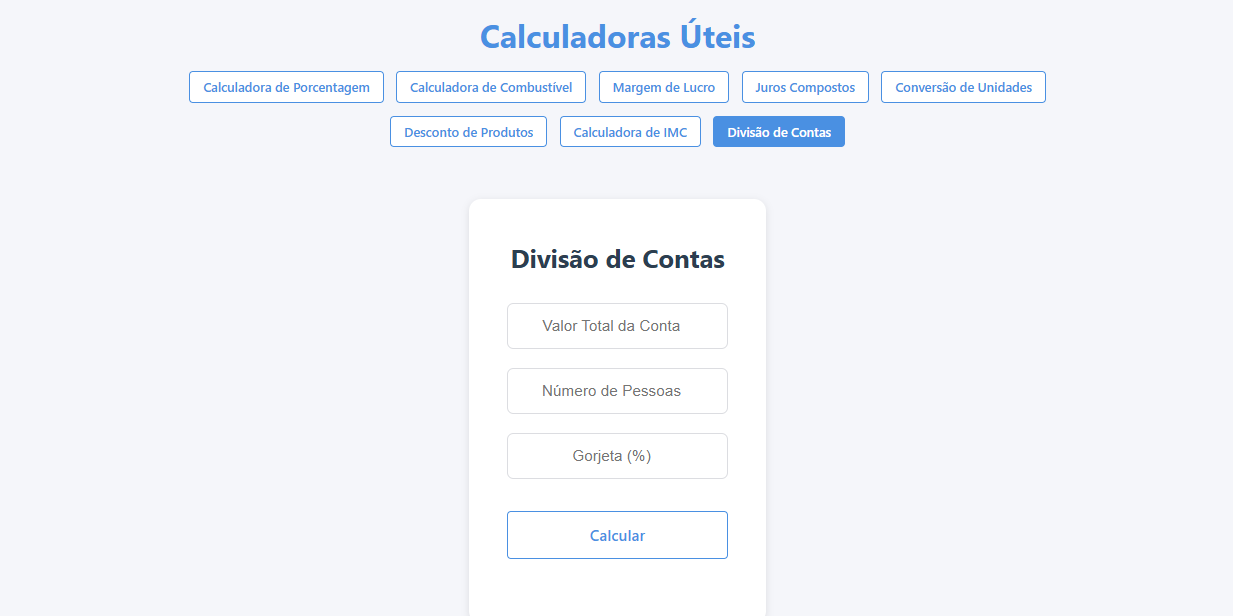 Calculadoras Úteis
Calculadora de Porcentagem Calculadora de Combustível Margem de Lucro Juros Compostos Conversão de Unidades
Desconto de Produtos Calculadora de IMC Divisão de Contas
Divisão de Contas
Valor Total da Conta
Número de Pessoas
Gorjeta (%)
Calcular